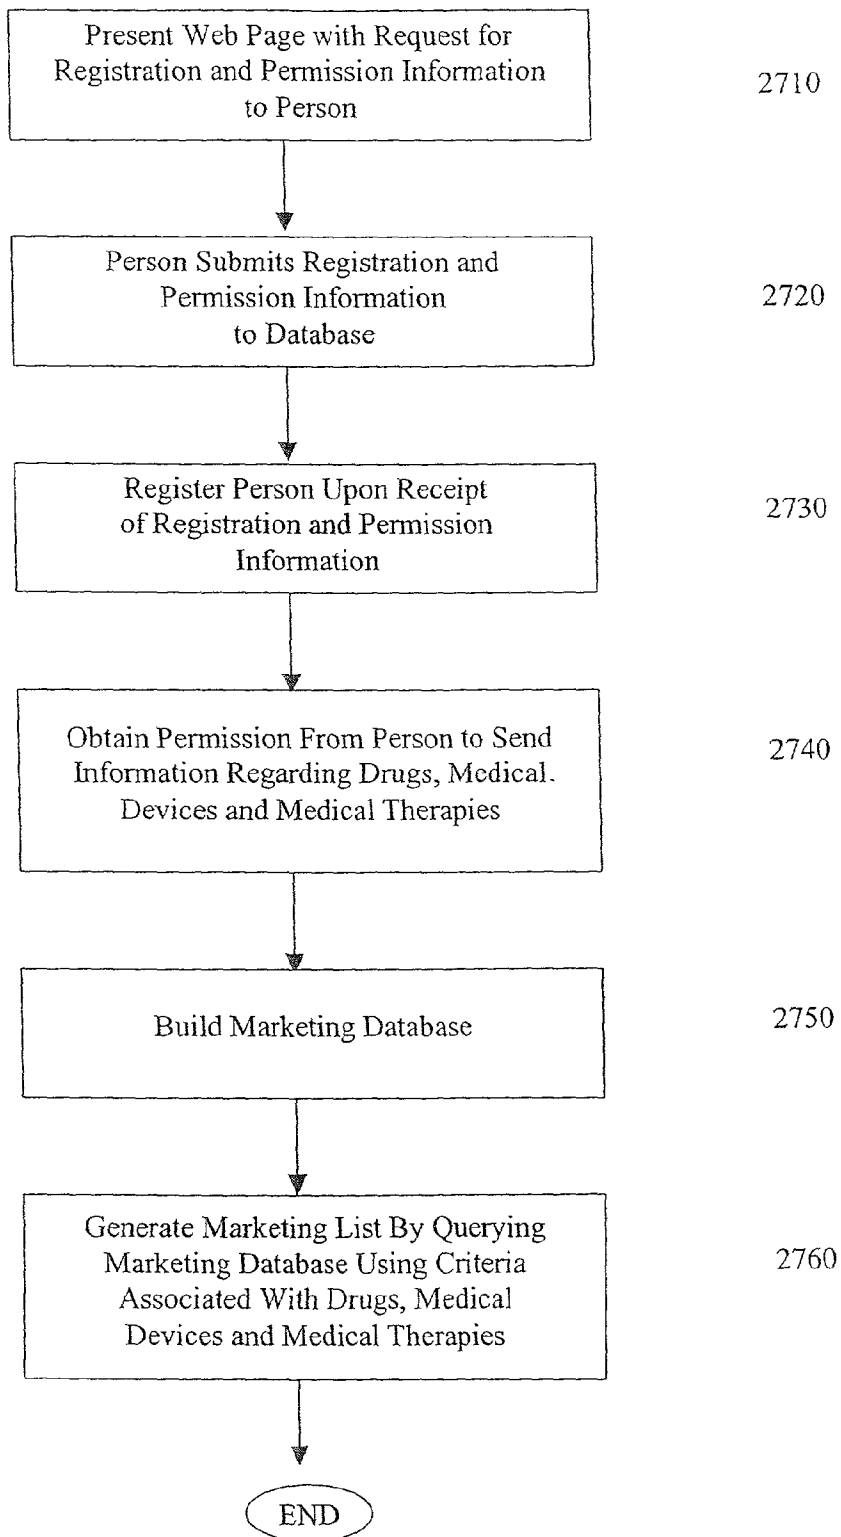 Present Web Page with Request for
Registration and Permission Information
to Person
2710
Person Submits Registration and
Permission Information
to Database
2720
Register Person Upon Receipt
of Registration and Permission
Information
2730
Obtain Permission From Person to Send
Information Regarding Drugs, Medical
Devices and Medical Therapies
2740
Build Marketing Database
2750
Generate Marketing List By Querying
Marketing Database Using Criteria
Associated With Drugs, Medical
Devices and Medical Therapies
2760
END